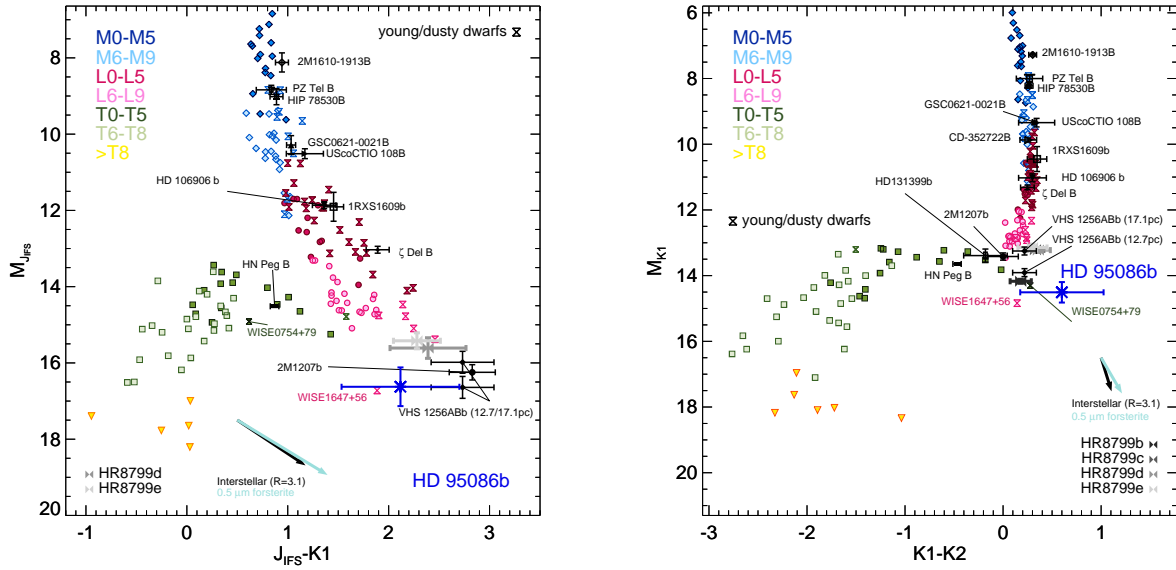 M0-M5
M6-M9
L0-L5
L6-L9
T0-T5
T6-T8
>T8
young/dusty dwarfs
2M1610-1913B
PZ Tel B
HIP 78530B
GSC0621-0021B
UScoCTIO 108B
HD 106906 b
1RXS1609b
ζ Del B
HN Peg B
WISE0754+79
2M1207b
WISE1647+56
VHS 1256ABb (12.7/17.1pc)
HD 95086b
Interstellar (R=3.1)
0.5 μm forsterite
HR8799d
HR8799e
8
10
12
14
16
18
20
-1
0
1
2
3
M_JIFS
J_IFS-K1
M0-M5
M6-M9
L0-L5
L6-L9
T0-T5
T6-T8
>T8
2M1610-1913B
PZ Tel B
HIP 78530B
GSC0621-0021B
UScoCTIO 108B
CD-352722B
1RXS1609b
HD 106906 b
ζ Del B
HD131399b
2M1207b
young/dusty dwarfs
VHS 1256ABb (17.1pc)
VHS 1256ABb (12.7pc)
HN Peg B
HD 95086b
WISE1647+56
WISE0754+79
Interstellar (R=3.1)
0.5 μm forsterite
HR8799b
HR8799c
HR8799d
HR8799e
6
7
8
9
10
11
12
13
14
15
16
17
18
19
20
-3
-2
-1
0
1
M_K1
K1-K2